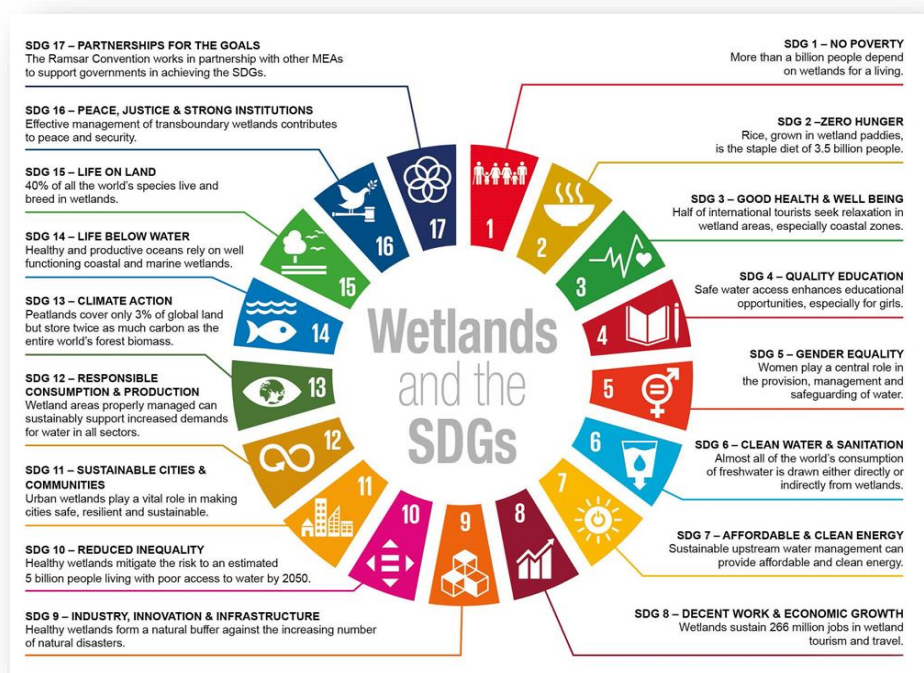 SDG 17 – PARTNERSHIPS FOR THE GOALS
The Ramsar Convention works in partnership with other MEAs
to support governments in achieving the SDGs.
SDG 16 – PEACE, JUSTICE & STRONG INSTITUTIONS
Effective management of transboundary wetlands contributes
to peace and security.
SDG 15 – LIFE ON LAND
40% of all the world's species live and
breed in wetlands.
SDG 14 – LIFE BELOW WATER
Healthy and productive oceans rely on well
functioning coastal and marine wetlands.
SDG 13 – CLIMATE ACTION
Peatlands cover only 3% of global land
but store twice as much carbon as the
entire world's forest biomass.
SDG 12 – RESPONSIBLE
CONSUMPTION & PRODUCTION
Wetland areas properly managed can
sustainably support increased demands
for water in all sectors.
SDG 11 – SUSTAINABLE CITIES &
COMMUNITIES
Urban wetlands play a vital role in making
cities safe, resilient and sustainable.
SDG 10 – REDUCED INEQUALITY
Healthy wetlands mitigate the risk to an estimated
5 billion people living with poor access to water by 2050.
SDG 9 – INDUSTRY, INNOVATION & INFRASTRUCTURE
Healthy wetlands form a natural buffer against the increasing number
of natural disasters.
17
16
15
14
13
12
11
10
9
Wetlands
and the
SDGs
1
2
3
4
5
6
7
8
SDG 1 – NO POVERTY
More than a billion people depend
on wetlands for a living.
SDG 2 –ZERO HUNGER
Rice, grown in wetland paddies,
is the staple diet of 3.5 billion people.
SDG 3 – GOOD HEALTH & WELL BEING
Half of international tourists seek relaxation in
wetland areas, especially coastal zones.
SDG 4 – QUALITY EDUCATION
Safe water access enhances educational
opportunities, especially for girls.
SDG 5 – GENDER EQUALITY
Women play a central role in
the provision, management and
safeguarding of water.
SDG 6 – CLEAN WATER & SANITATION
Almost all of the world's consumption
of freshwater is drawn either directly or
indirectly from wetlands.
SDG 7 – AFFORDABLE & CLEAN ENERGY
Sustainable upstream water management can
provide affordable and clean energy.
SDG 8 – DECENT WORK & ECONOMIC GROWTH
Wetlands sustain 266 million jobs in wetland
tourism and travel.